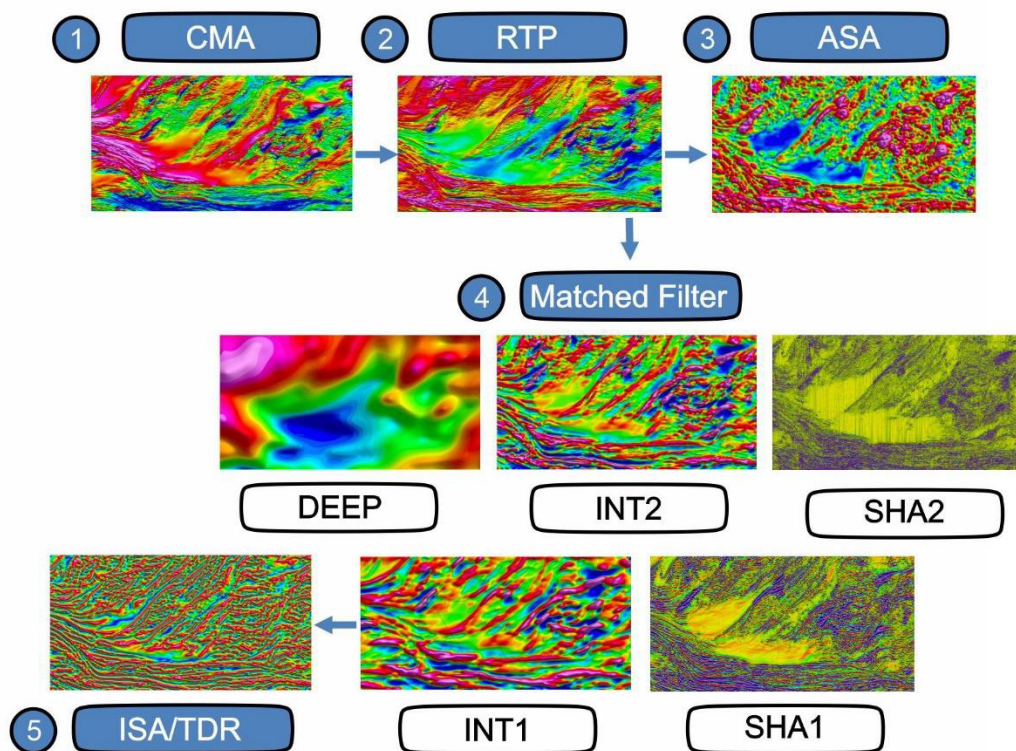 1 CMA
2 RTP
3 ASA
4 Matched Filter
DEEP
INT2
SHA2
5 ISA/TDR
INT1
SHA1